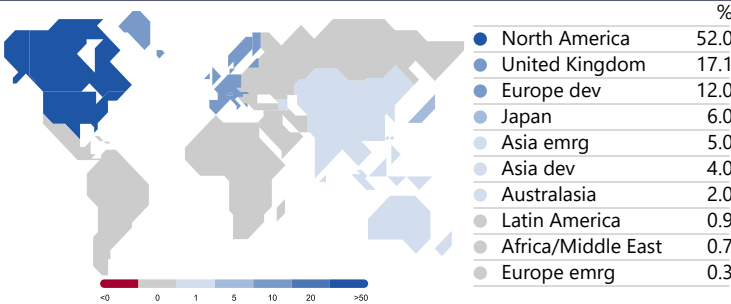 %
North America 52.0
United Kingdom 17.1
Europe dev 12.0
Japan 6.0
Asia emrg 5.0
Asia dev 4.0
Australasia 2.0
Latin America 0.9
Africa/Middle East 0.7
Europe emrg 0.3
<0 0 1 5 10 20 >50